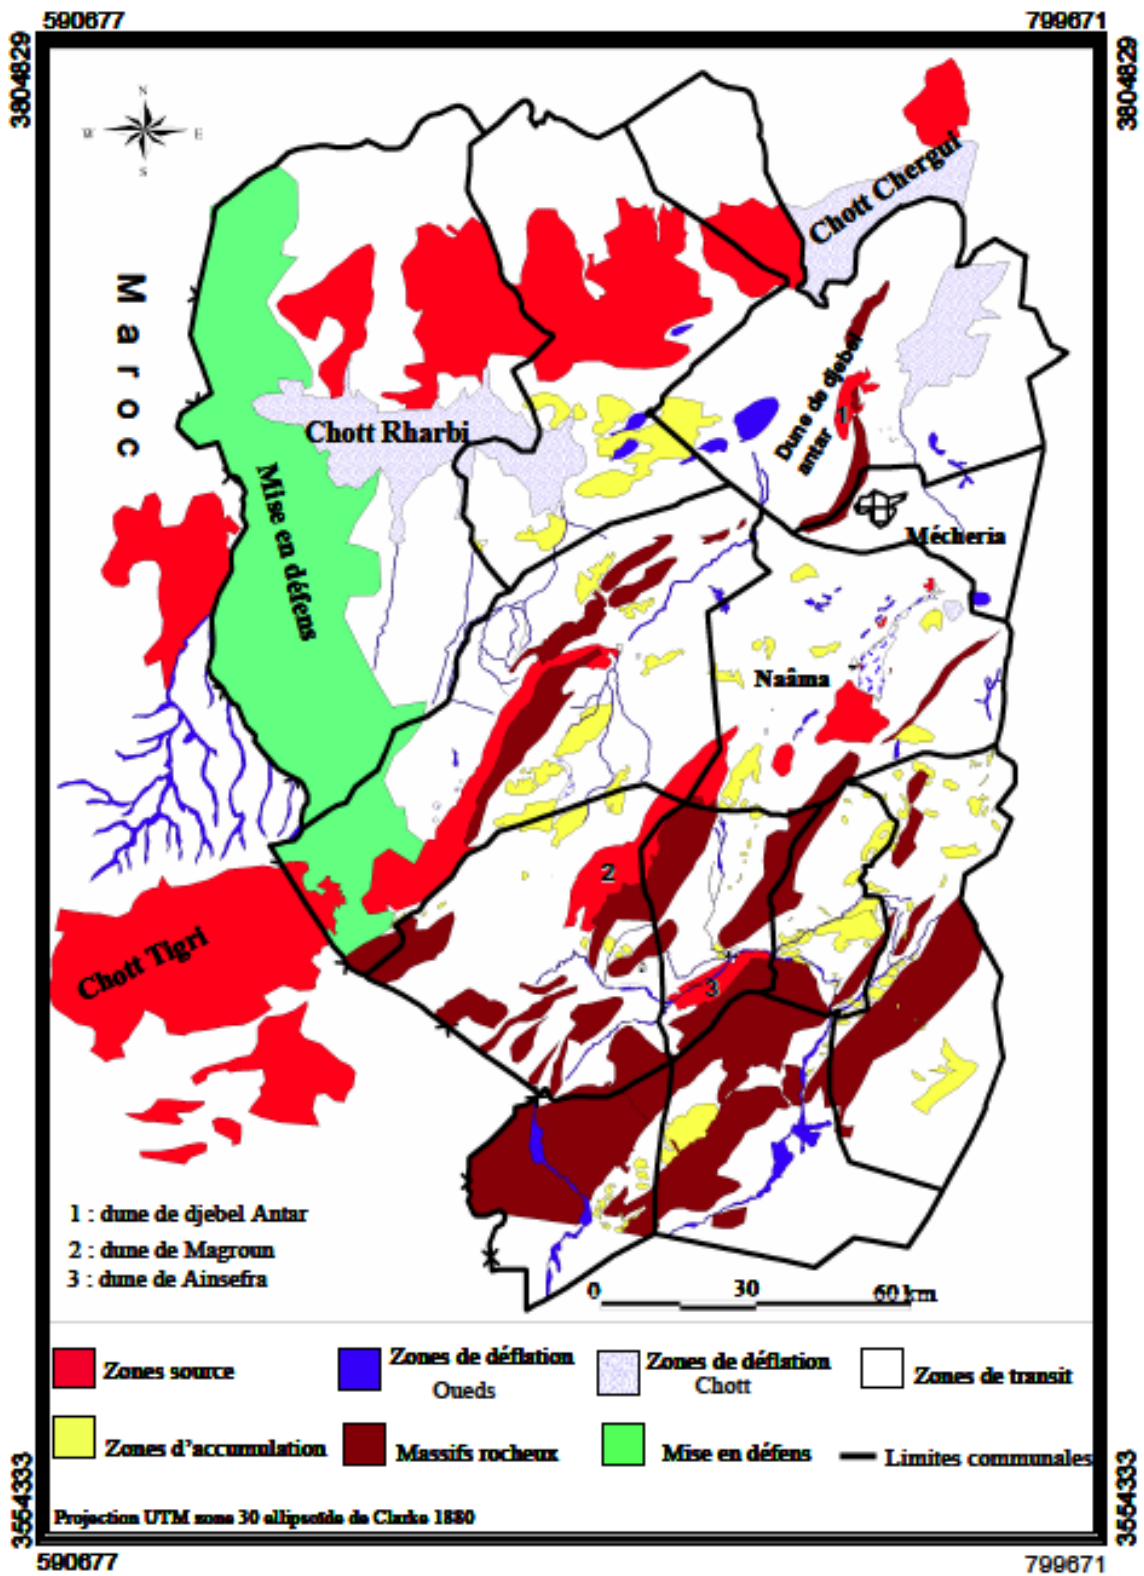 590677
799671
3804829
3804829
N
W
E
S
Maroc
Chott Chergui
Dune de djebel
antar
1
Chott Rharbi
Mise en défens
Mécheria
Naâma
2
3
Chott Tigri
1 : dune de djebel Antar
2 : dune de Magroun
3 : dune de Ainsefra
0
30
60 km
Zones source
Zones de déflation
Oueds
Zones de déflation
Chott
Zones de transit
Zones d'accumulation
Massifs rocheux
Mise en défens
Limites communales
Projection UTM zone 30 ellipsoïde de Clarke 1880
3554333
3554333
590677
799671